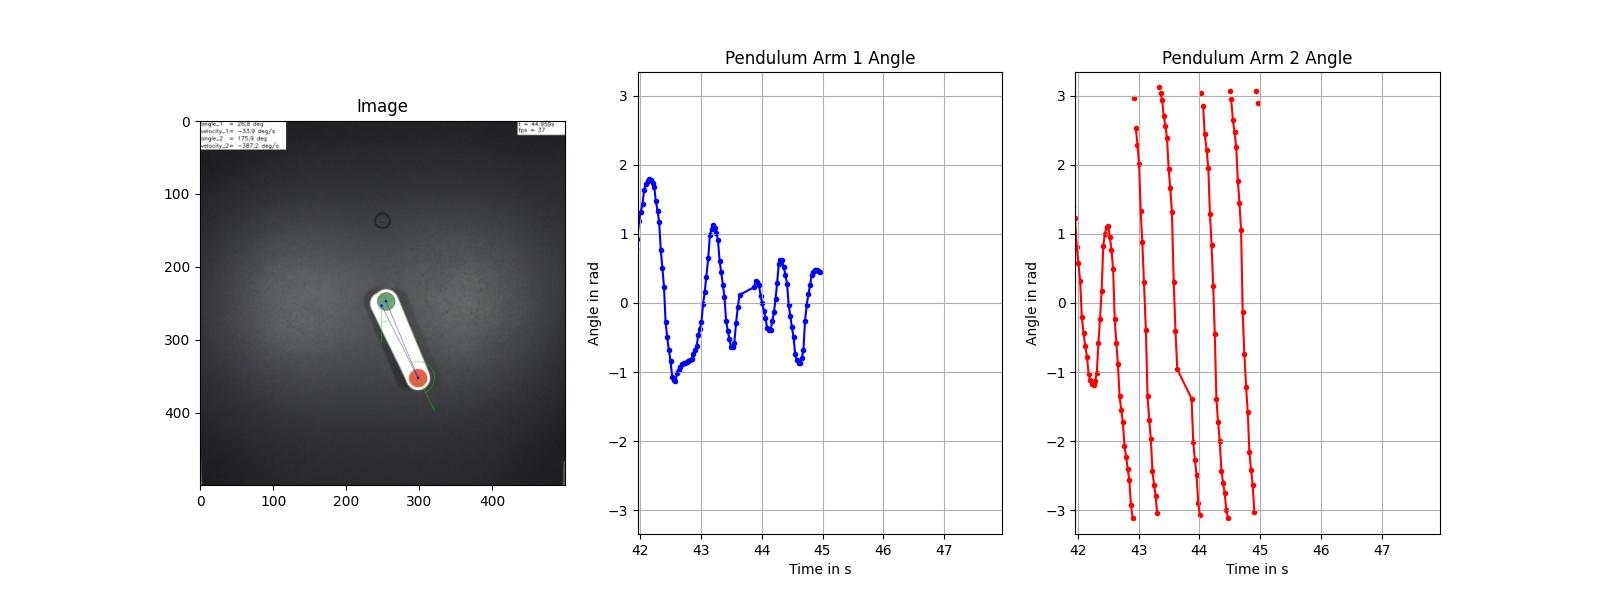 Image
angle_1 = 26.8 deg
velocity_1= -33.9 deg/s
angle_2 = 175.9 deg
velocity_2= -387.2 deg/s
t = 44.959s
fps = 37
0
100
200
300
400
0 100 200 300 400
Pendulum Arm 1 Angle
Angle in rad
3
2
1
0
−1
−2
−3
42 43 44 45 46 47
Time in s
Pendulum Arm 2 Angle
Angle in rad
3
2
1
0
−1
−2
−3
42 43 44 45 46 47
Time in s